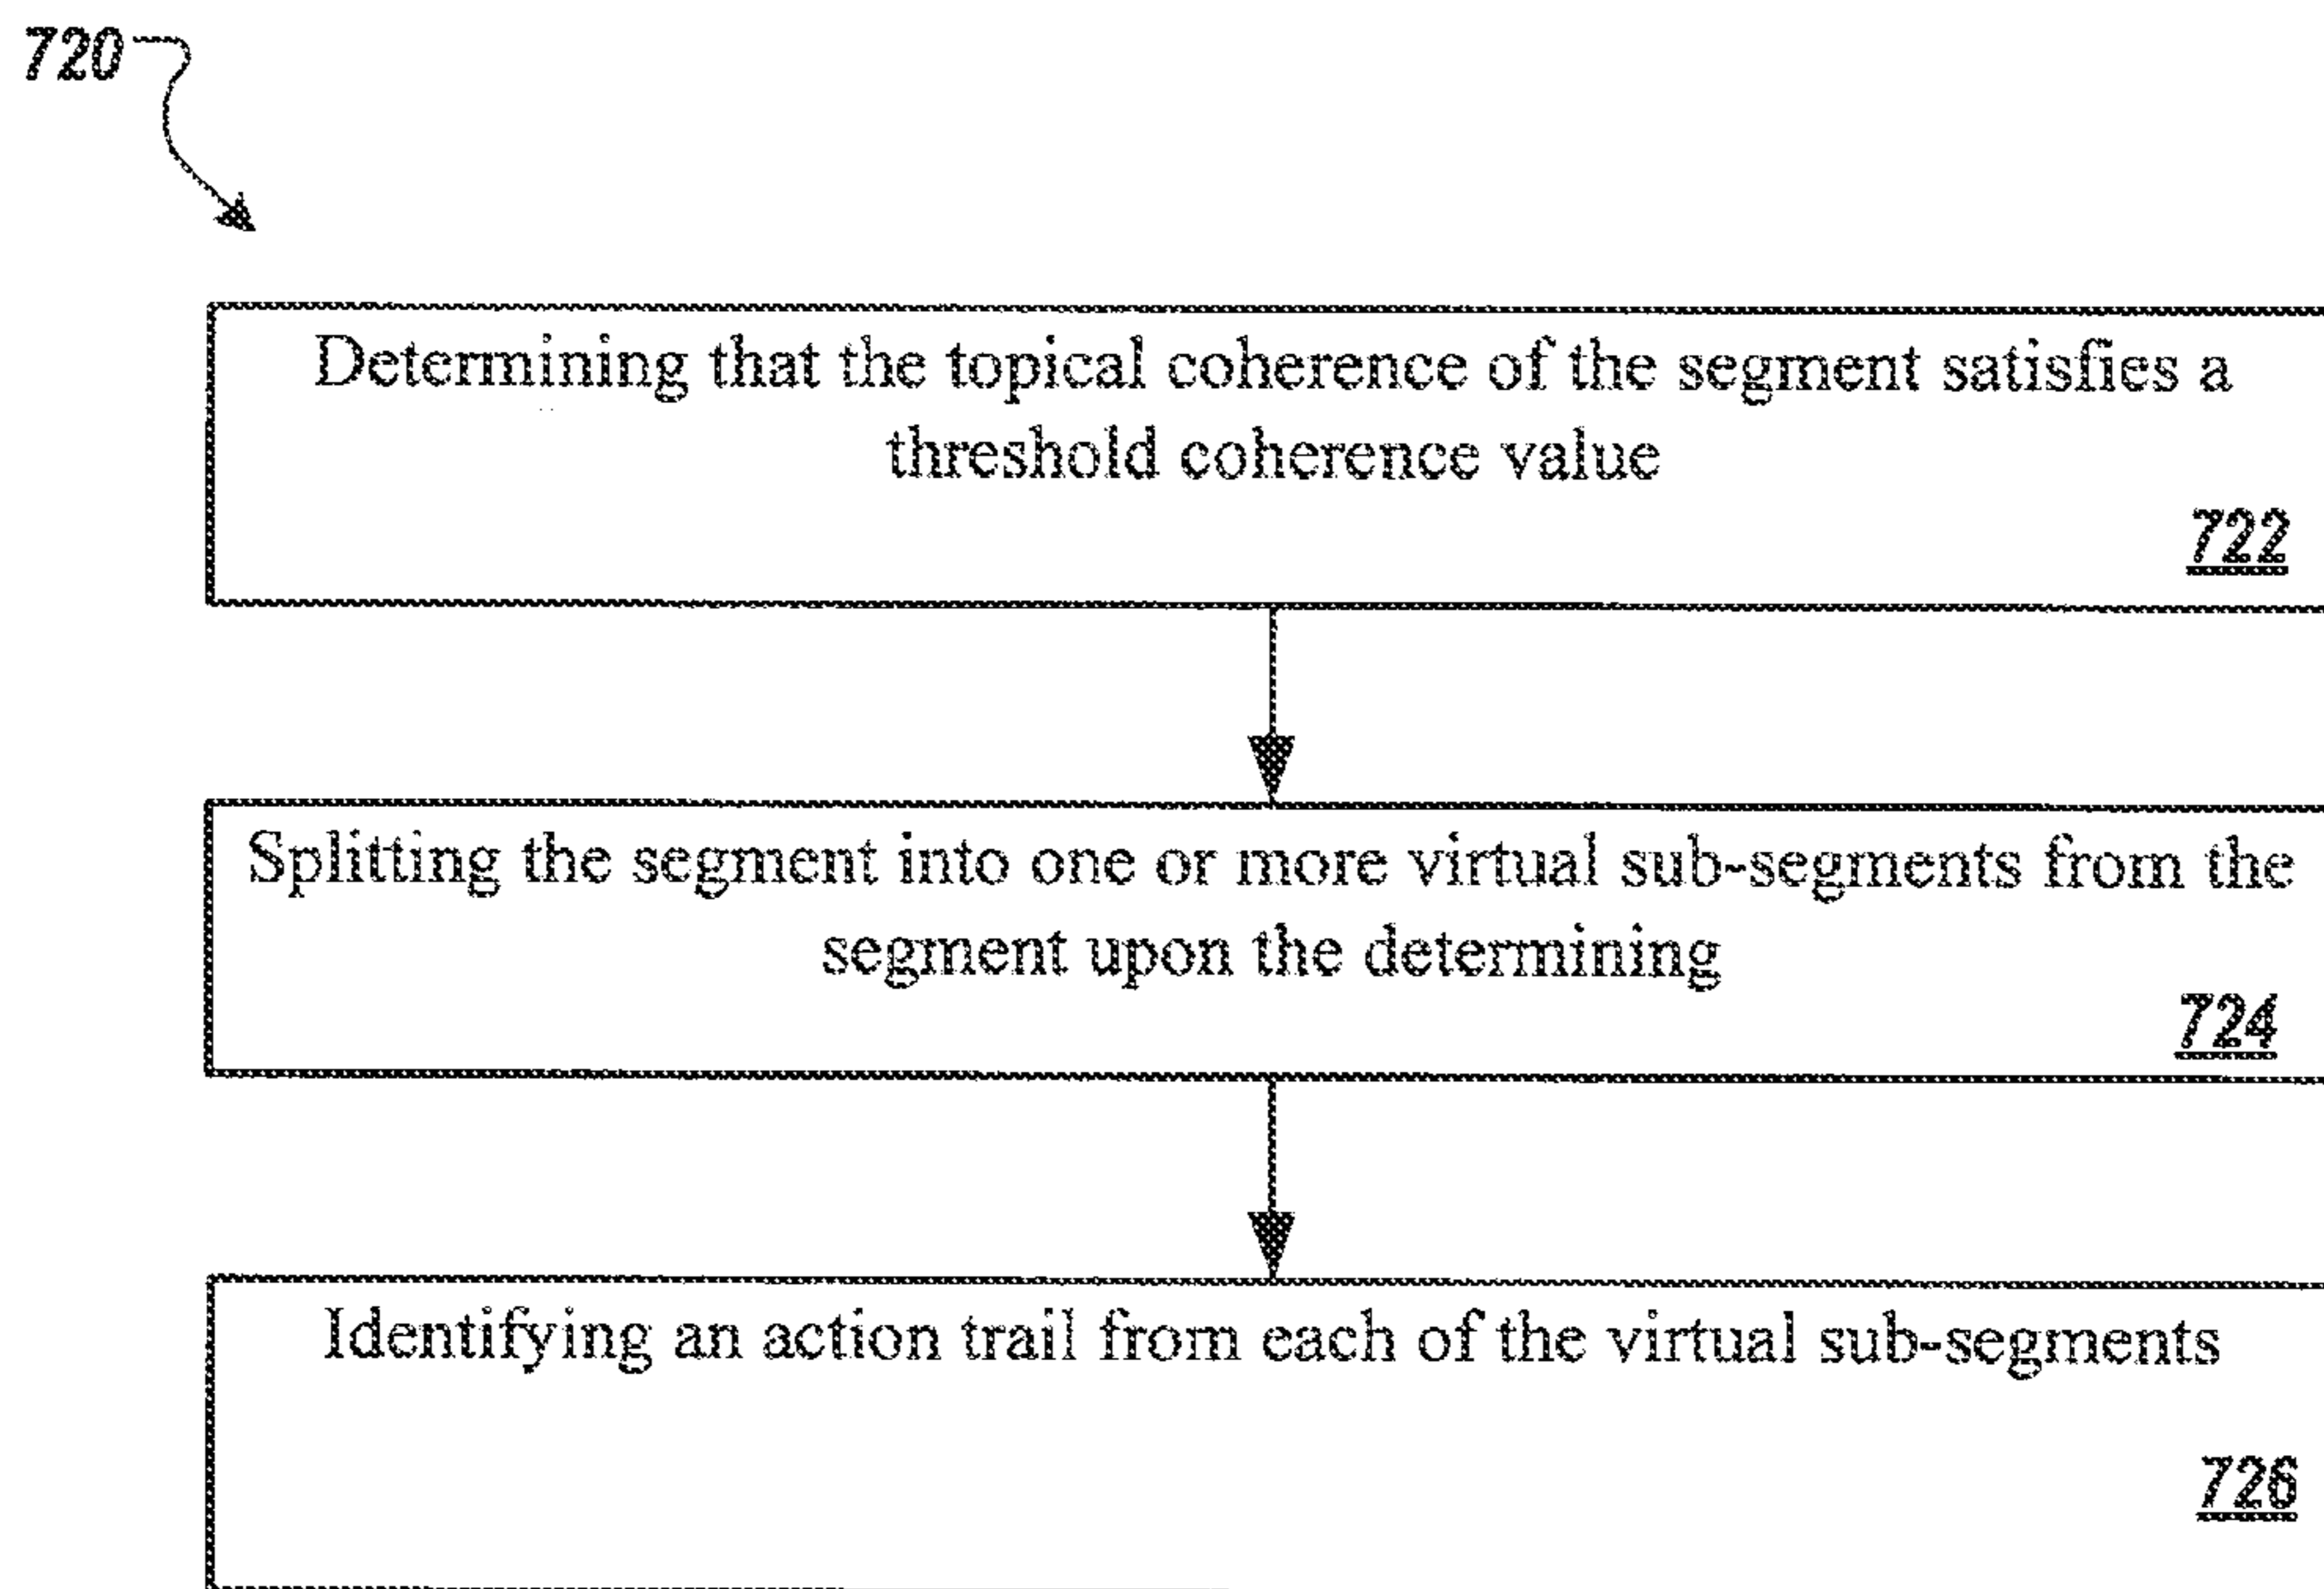 720
Determining that the topical coherence of the segment satisfies a
threshold coherence value
722
Splitting the segment into one or more virtual sub-segments from the
segment upon the determining
724
Identifying an action trail from each of the virtual sub-segments
726